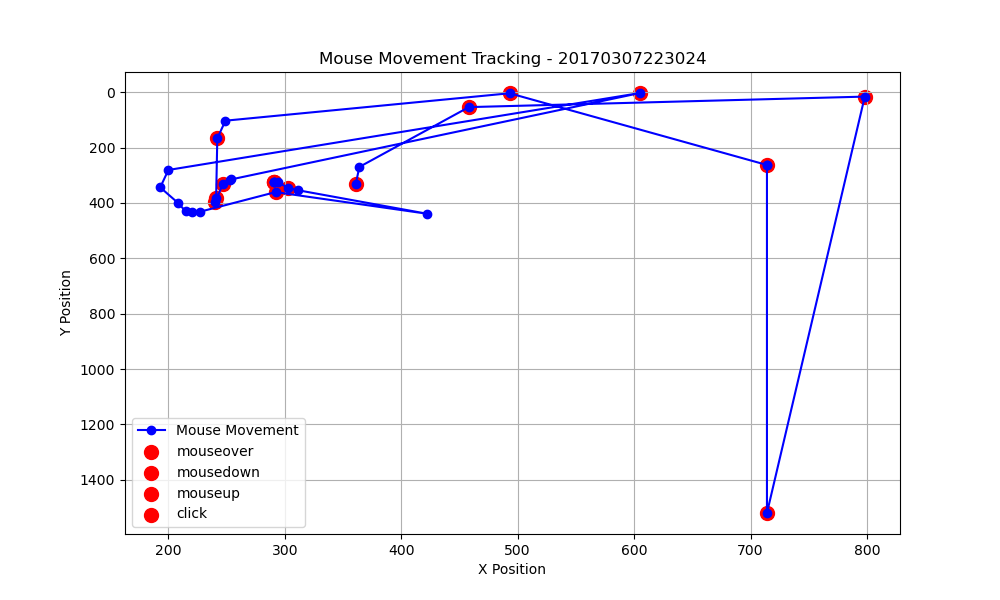 Mouse Movement Tracking - 20170307223024
Y Position
0
200
400
600
800
1000
1200
1400
Mouse Movement
mouseover
mousedown
mouseup
click
200 300 400 500 600 700 800
X Position